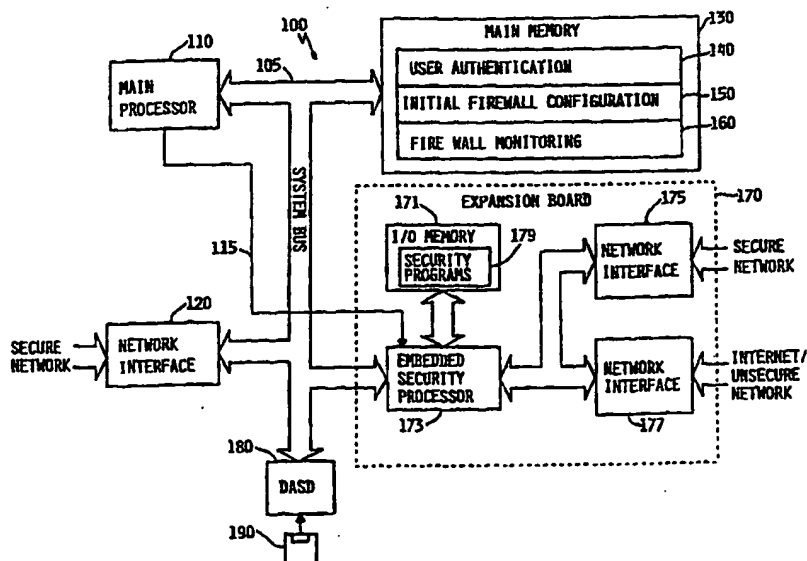 100
110
MAIN
PROCESSOR
105
130
MAIN MEMORY
140
USER AUTHENTICATION
150
INITIAL FIREWALL CONFIGURATION
160
FIRE WALL MONITORING
SYSTEM BUS
115
170
EXPANSION BOARD
171
I/O MEMORY
179
SECURITY
PROGRAMS
175
NETWORK
INTERFACE
SECURE
NETWORK
120
SECURE
NETWORK
NETWORK
INTERFACE
EMBEDDED
SECURITY
PROCESSOR
173
NETWORK
INTERFACE
177
INTERNET/
UNSECURE
NETWORK
180
DASD
190